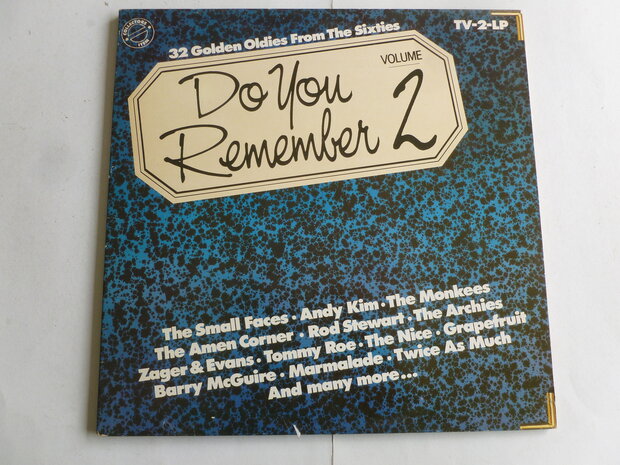 COLLECTORS ITEM
32 Golden Oldies From The Sixties
TV-2-LP
VOLUME
Do You
Remember 2
The Small Faces · Andy Kim · The Monkees
The Amen Corner · Rod Stewart · The Archies
Zager & Evans · Tommy Roe · The Nice · Grapefruit
Barry McGuire · Marmalade · Twice As Much
And many more...